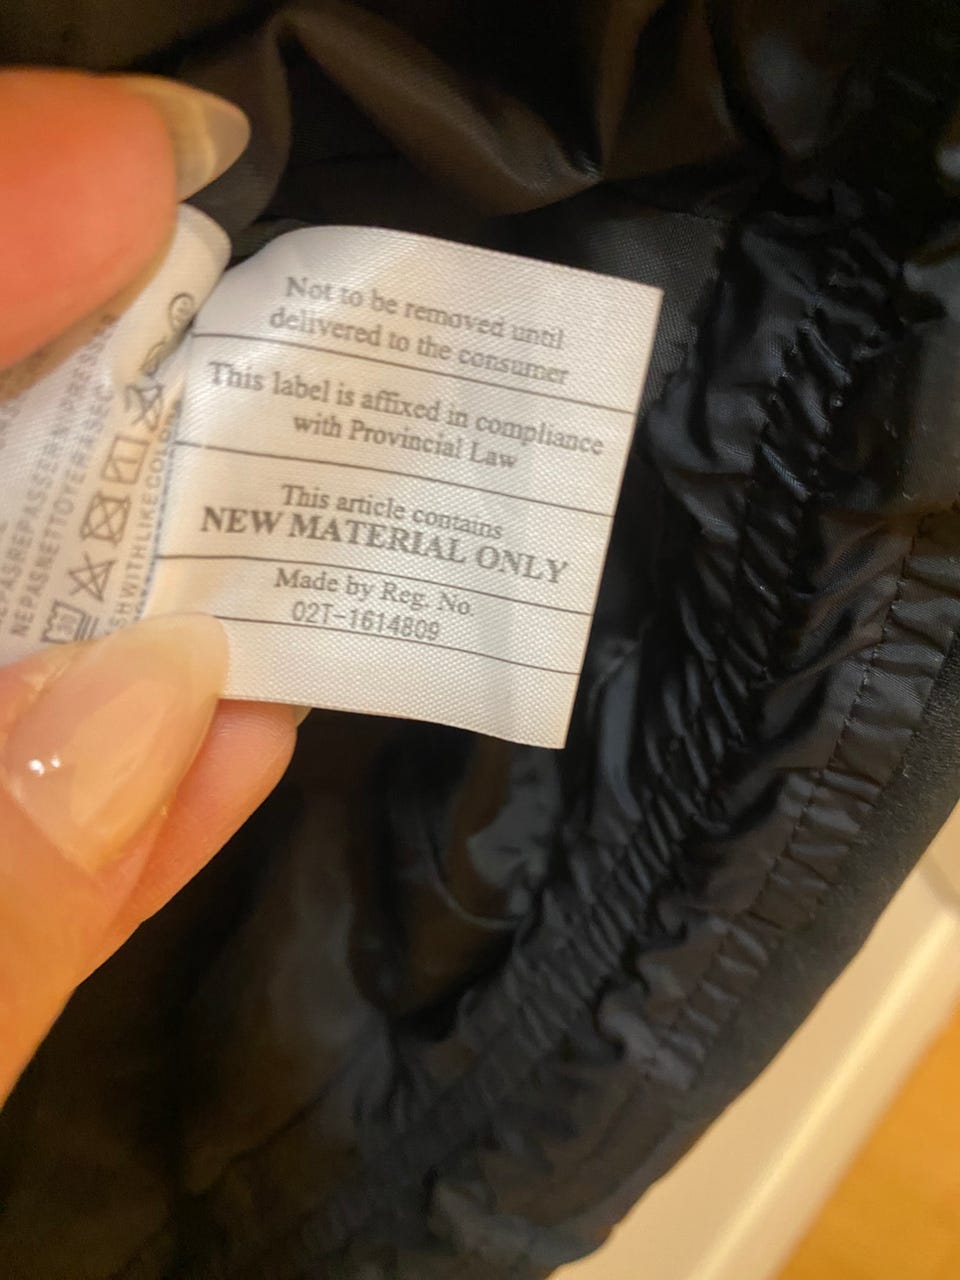 Not to be removed until
delivered to the consumer
This label is affixed in compliance
with Provincial Law
This article contains
NEW MATERIAL ONLY
Made by Reg. No
02T-1614809
NEPASNETTOYERASEC